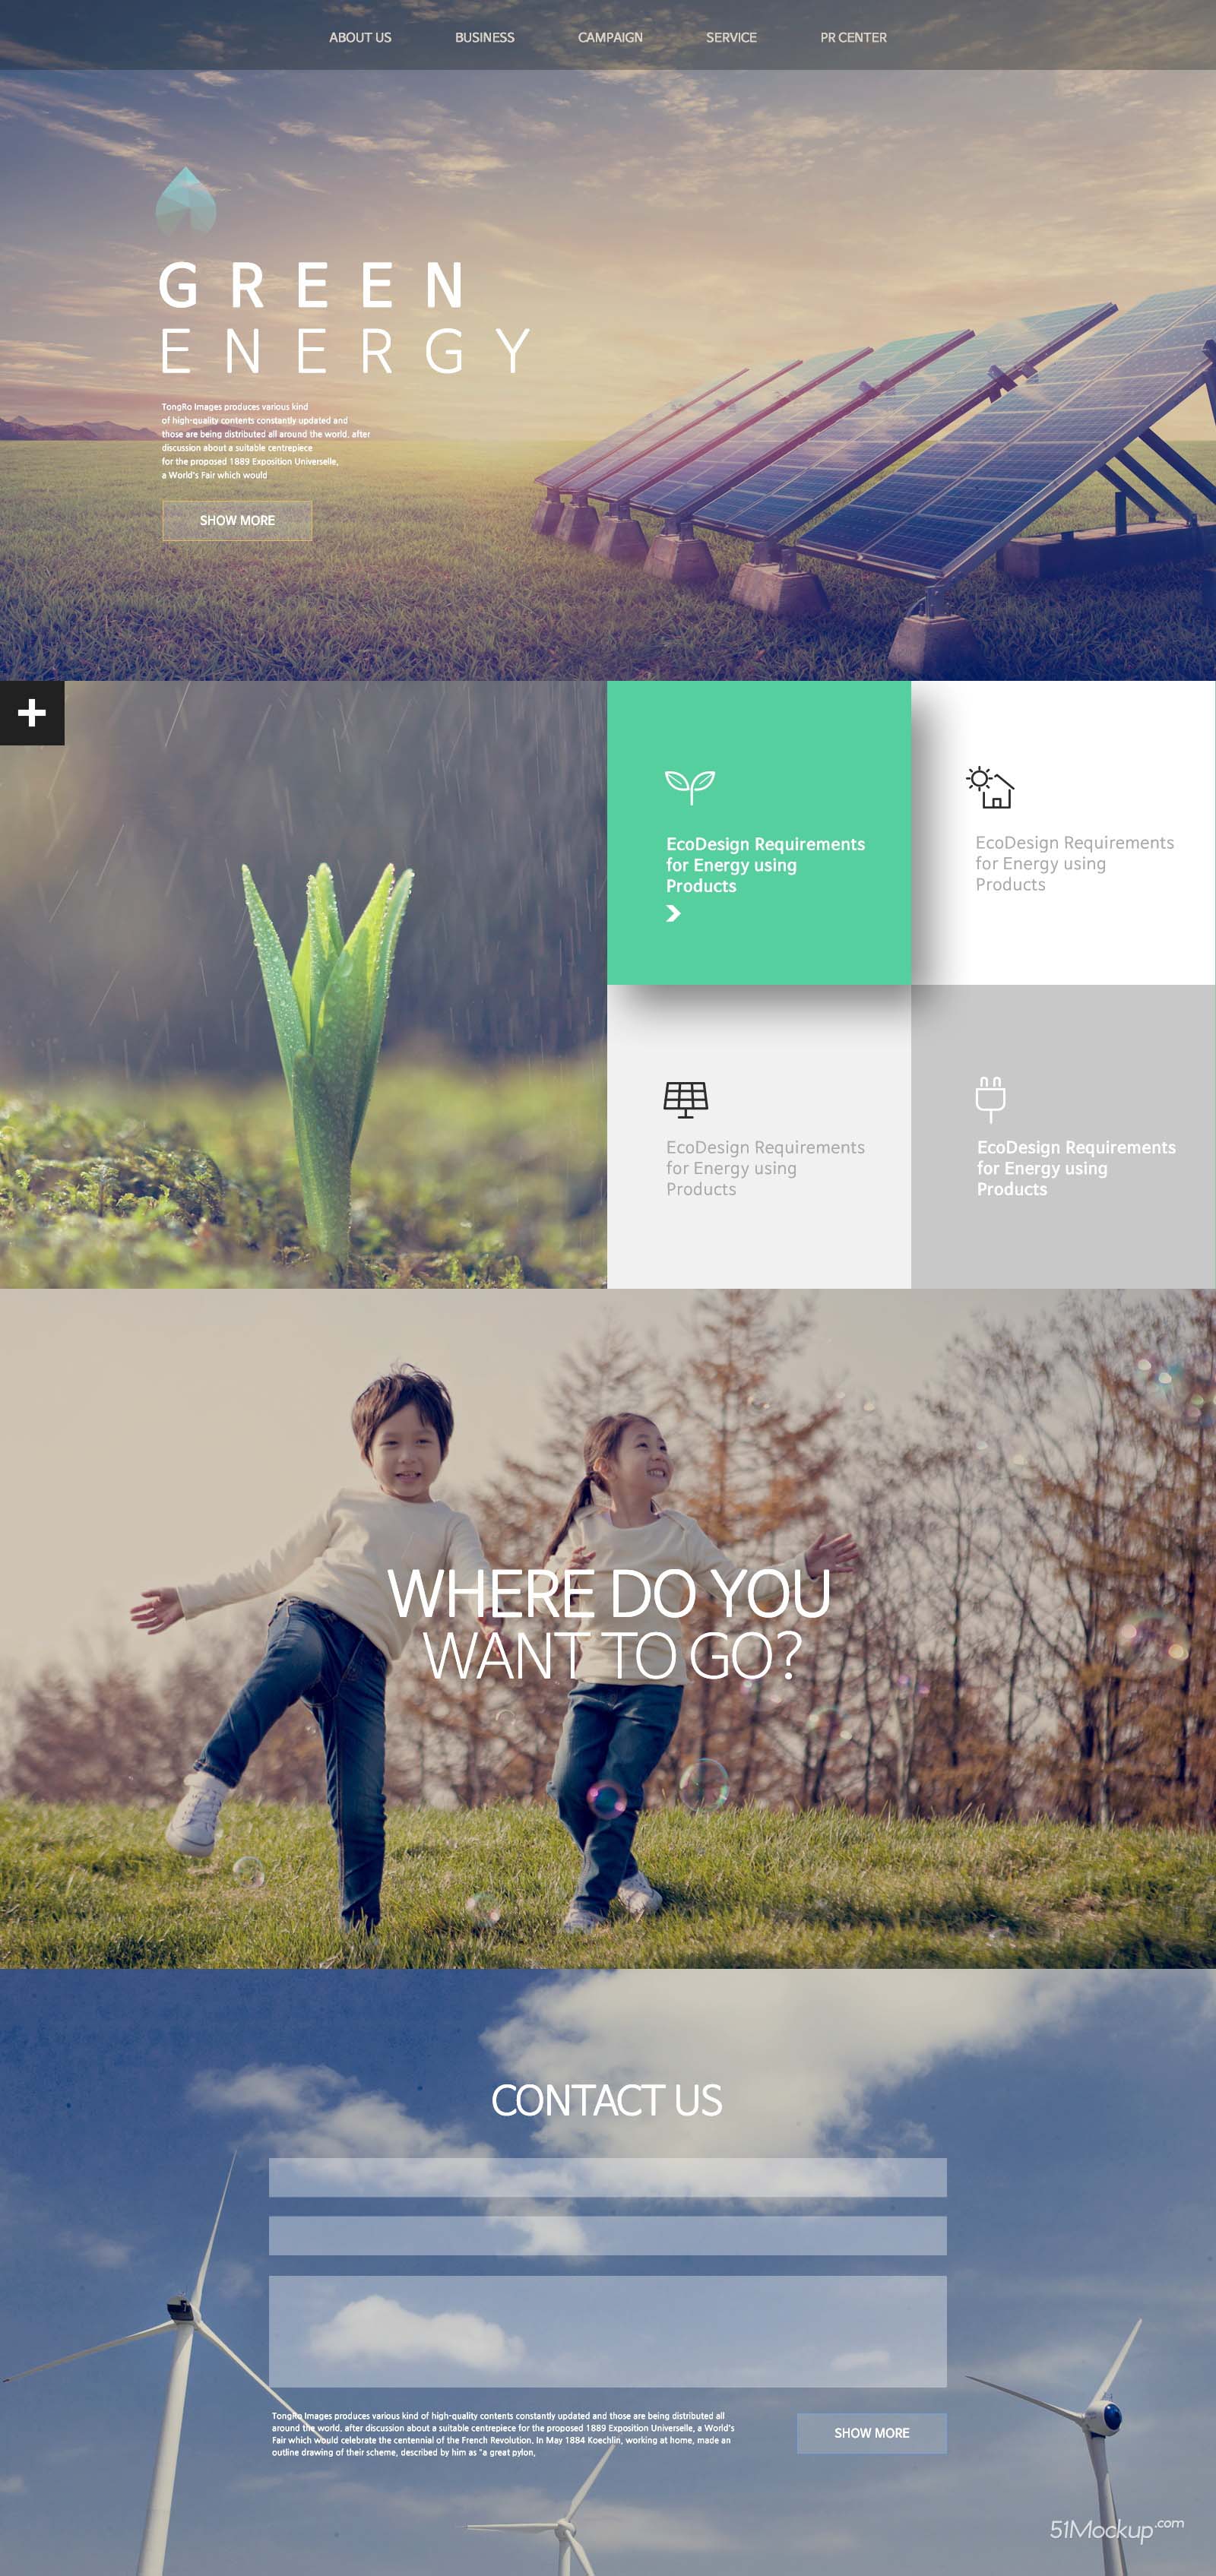 ABOUT US
BUSINESS
CAMPAIGN
SERVICE
PR CENTER
GREEN
ENERGY
TongRo Images produces various kind
of high-quality contents constantly updated and
those are being distributed all around the world. after
discussion about a suitable centrepiece
for the proposed 1889 Exposition Universelle,
a World's Fair which would
SHOW MORE
EcoDesign Requirements
for Energy using
Products
EcoDesign Requirements
for Energy using
Products
EcoDesign Requirements
for Energy using
Products
EcoDesign Requirements
for Energy using
Products
WHERE DO YOU
WANT TO GO?
CONTACT US
TongRo Images produces various kind of high-quality contents constantly updated and those are being distributed all
around the world. after discussion about a suitable centrepiece for the proposed 1889 Exposition Universelle, a World's
Fair which would celebrate the centennial of the French Revolution. In May 1884 Koechlin, working at home, made an
outline drawing of their scheme, described by him as "a great pylon,
SHOW MORE
51Mockup.com